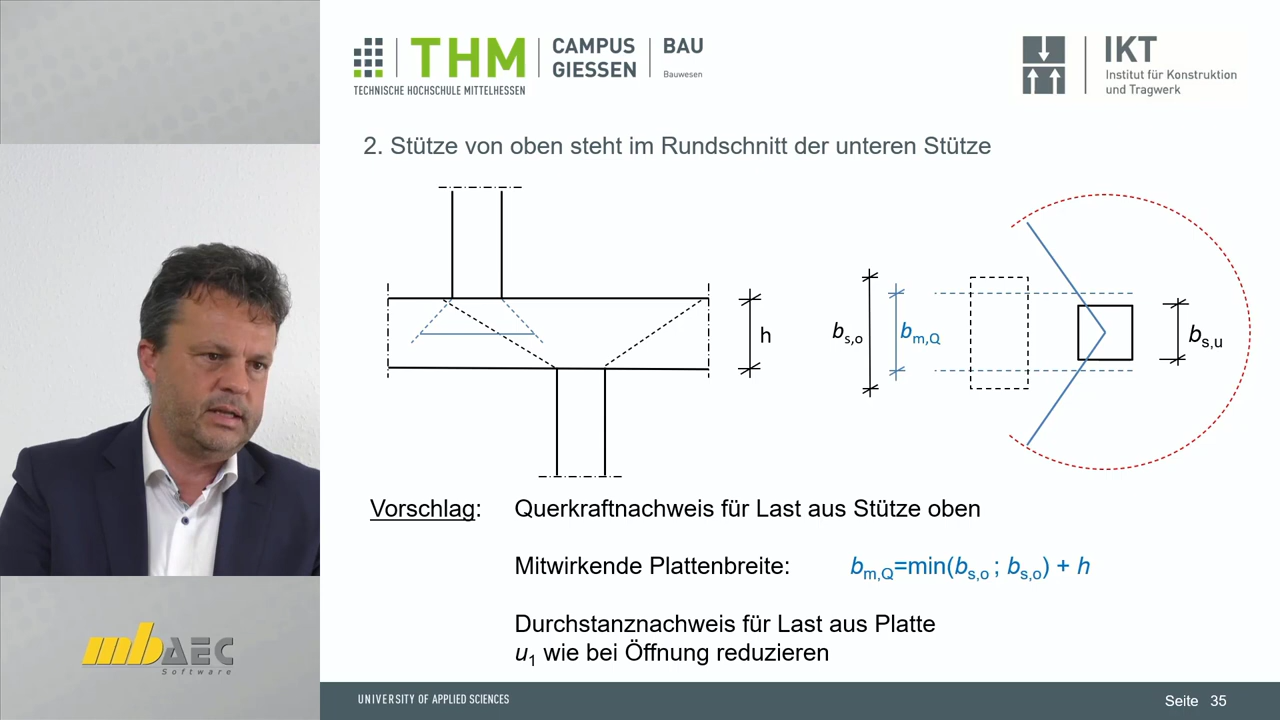 THM
CAMPUS
GIESSEN
BAU
Bauwesen
TECHNISCHE HOCHSCHULE MITTELHESSEN
IKT
Institut für Konstruktion
und Tragwerk
2. Stütze von oben steht im Rundschnitt der unteren Stütze
h
bs,o
bm,Q
bs,u
Vorschlag: Querkraftnachweis für Last aus Stütze oben
Mitwirkende Plattenbreite: bm,Q=min(bs,o ; bs,o) + h
Durchstanznachweis für Last aus Platte
u1 wie bei Öffnung reduzieren
mbAEC
Software
UNIVERSITY OF APPLIED SCIENCES
Seite 35